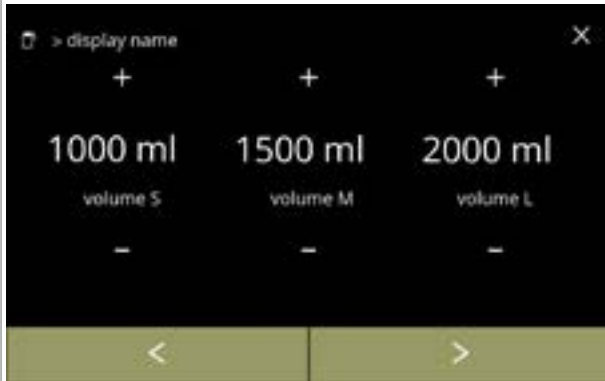 > display name
×
+ + +
1000 ml 1500 ml 2000 ml
volume S volume M volume L
− − −
< >